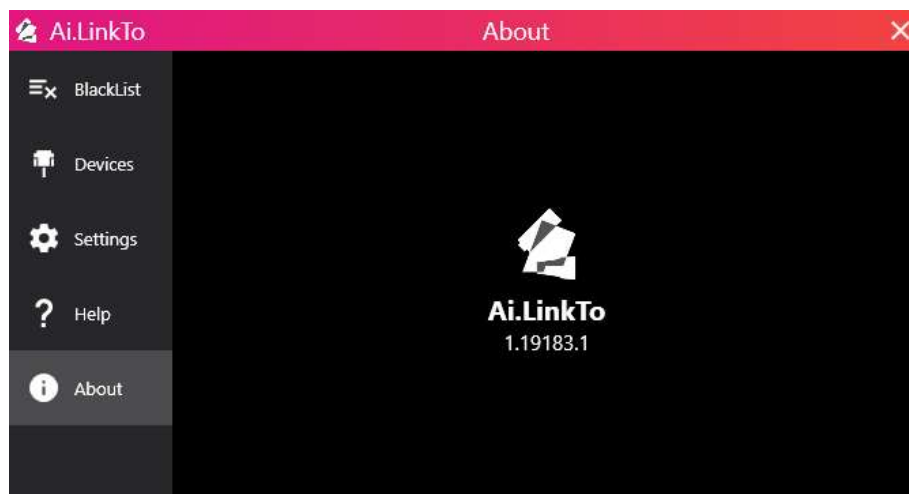 Ai.LinkTo
About
BlackList
Devices
Settings
Help
About
Ai.LinkTo
1.19183.1